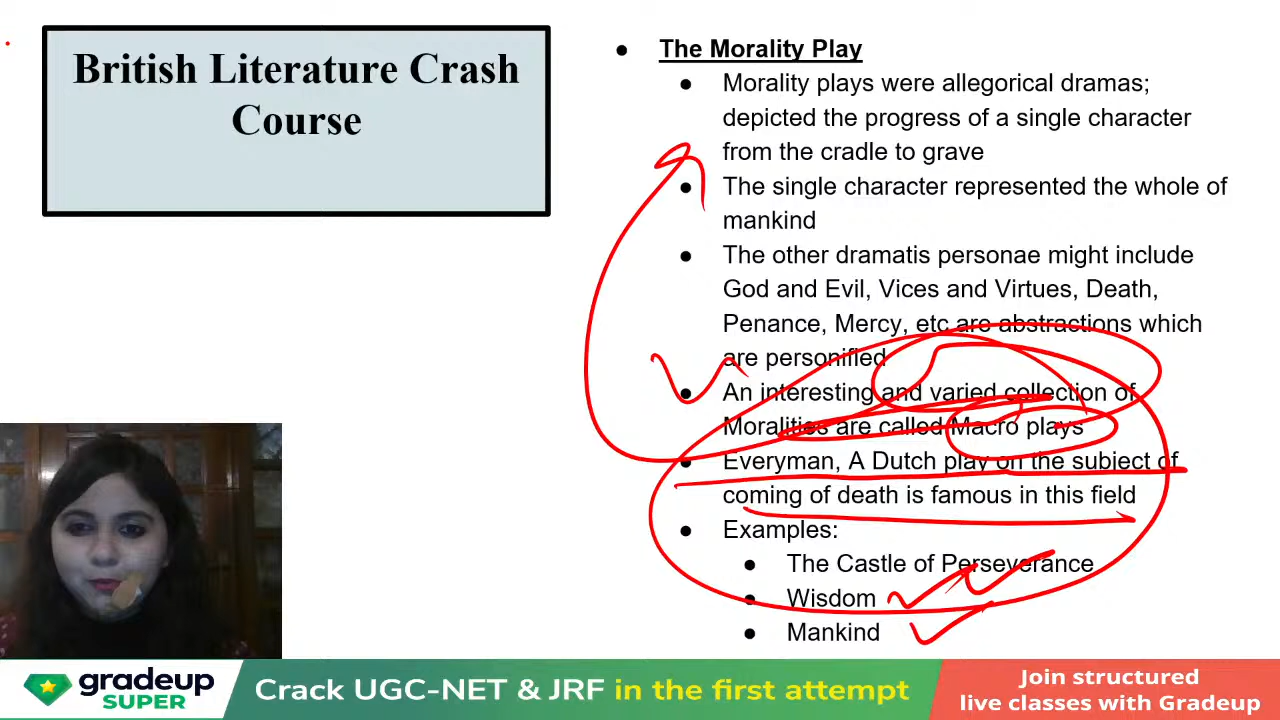 British Literature Crash
Course
● The Morality Play
● Morality plays were allegorical dramas;
depicted the progress of a single character
from the cradle to grave
● The single character represented the whole of
mankind
● The other dramatis personae might include
God and Evil, Vices and Virtues, Death,
Penance, Mercy, etc are abstractions which
are personified
● An interesting and varied collection of
Moralities are called Macro plays
● Everyman, A Dutch play on the subject of
coming of death is famous in this field
● Examples:
● The Castle of Perseverance
● Wisdom
● Mankind
gradeup
SUPER
Crack UGC-NET & JRF in the first attempt
Join structured
live classes with Gradeup